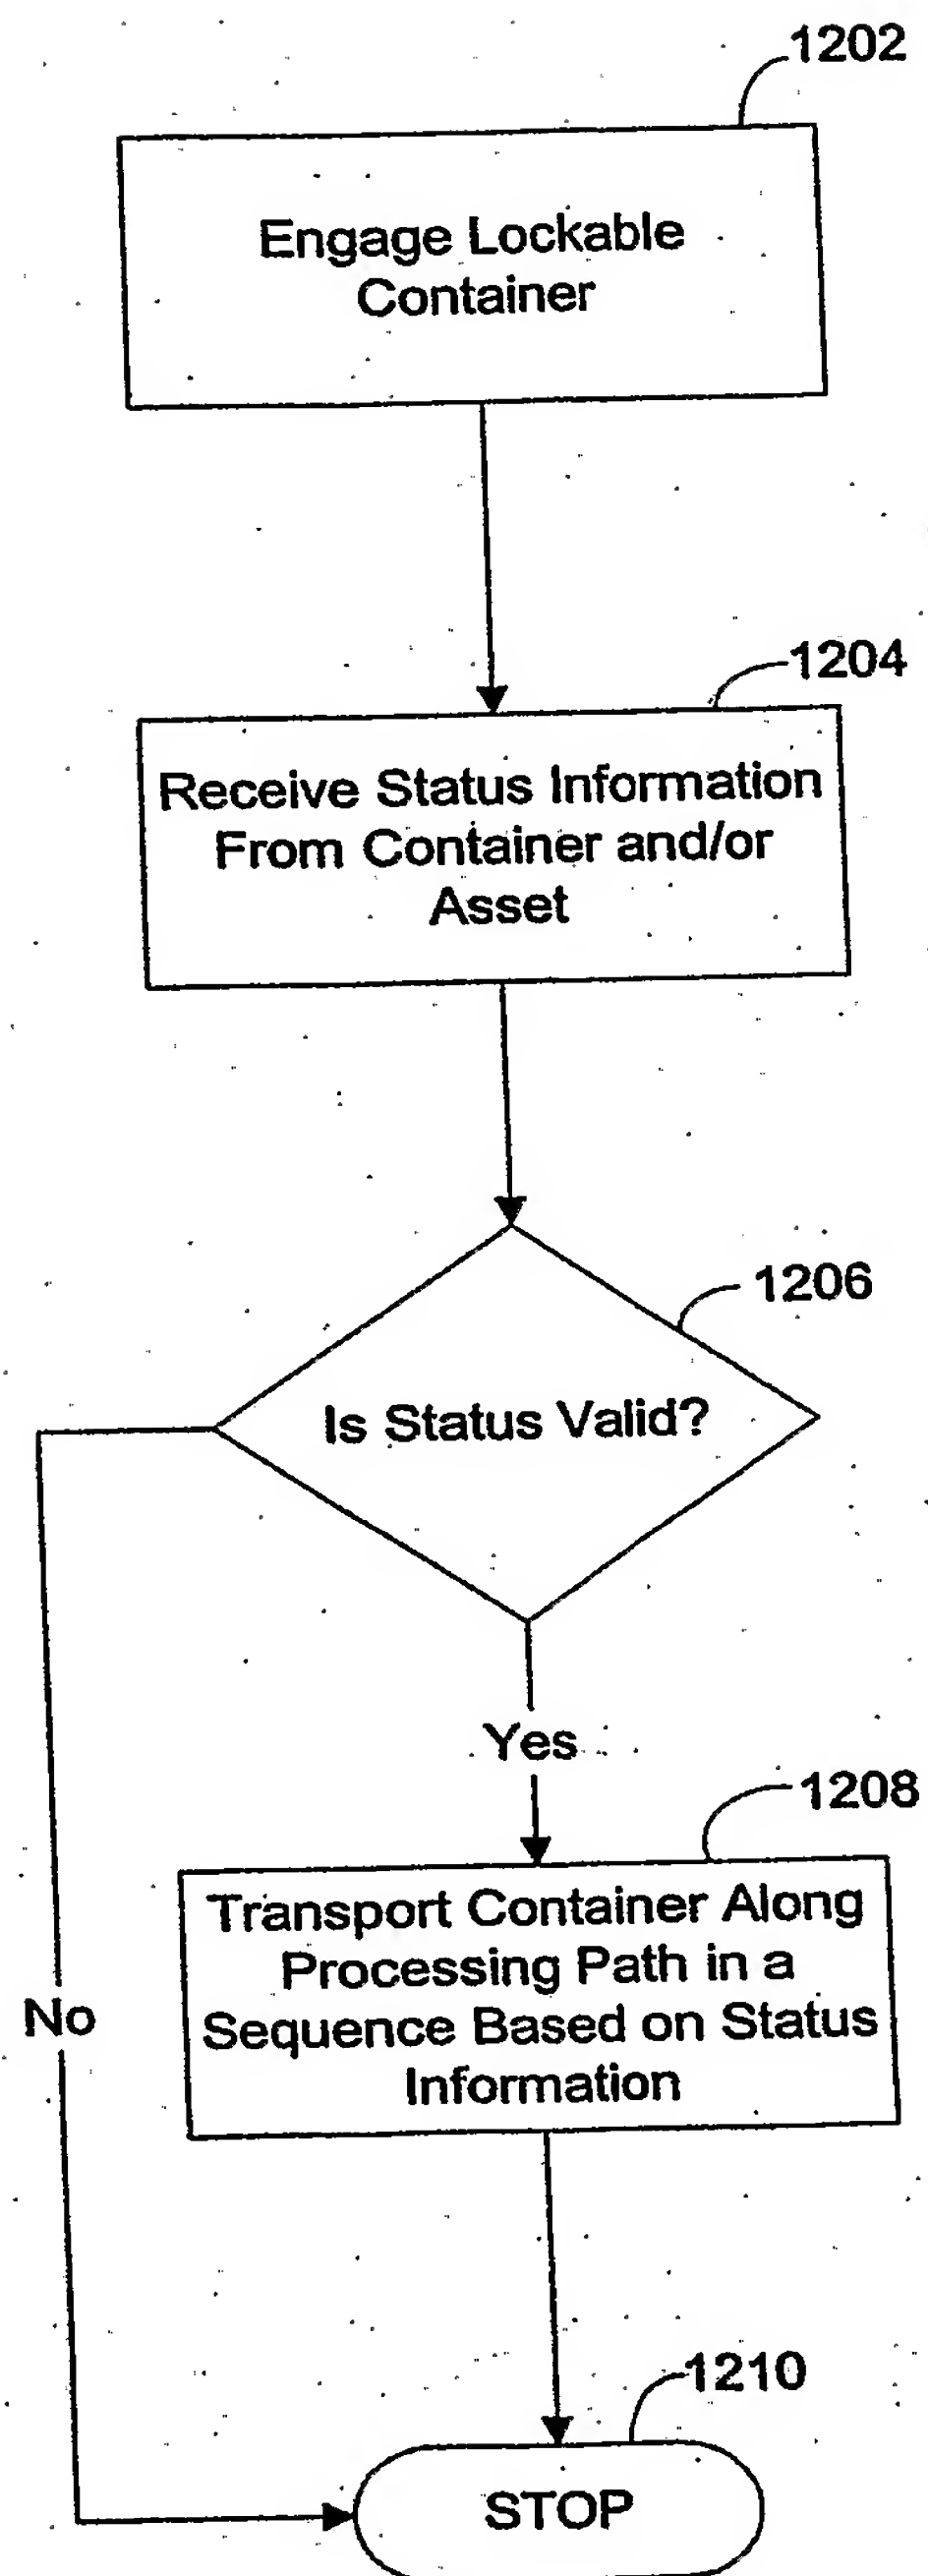 1202
Engage Lockable
Container
1204
Receive Status Information
From Container and/or
Asset
1206
Is Status Valid?
Yes
1208
Transport Container Along
Processing Path in a
Sequence Based on Status
Information
No
1210
STOP